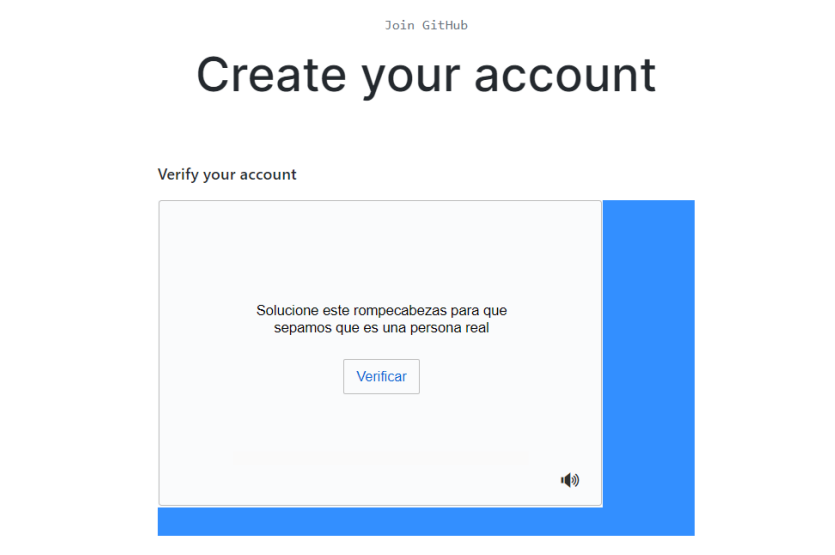 Join GitHub
Create your account
Verify your account
Solucione este rompecabezas para que
sepamos que es una persona real
Verificar